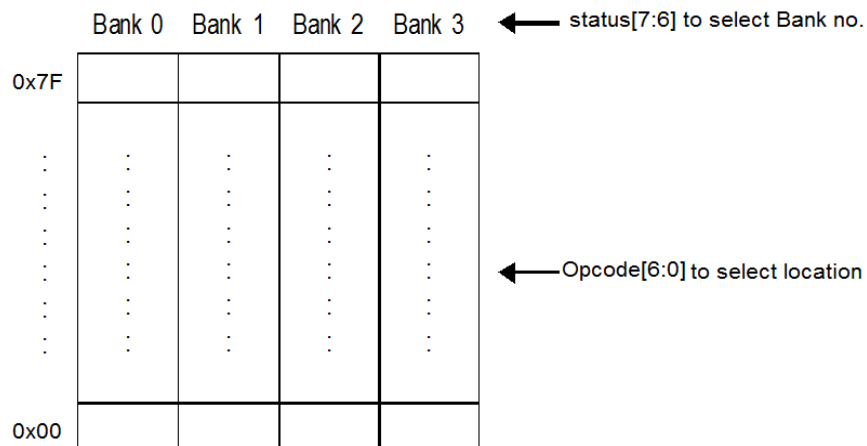 Bank 0 Bank 1 Bank 2 Bank 3 status[7:6] to select Bank no.
0x7F
Opcode[6:0] to select location
0x00